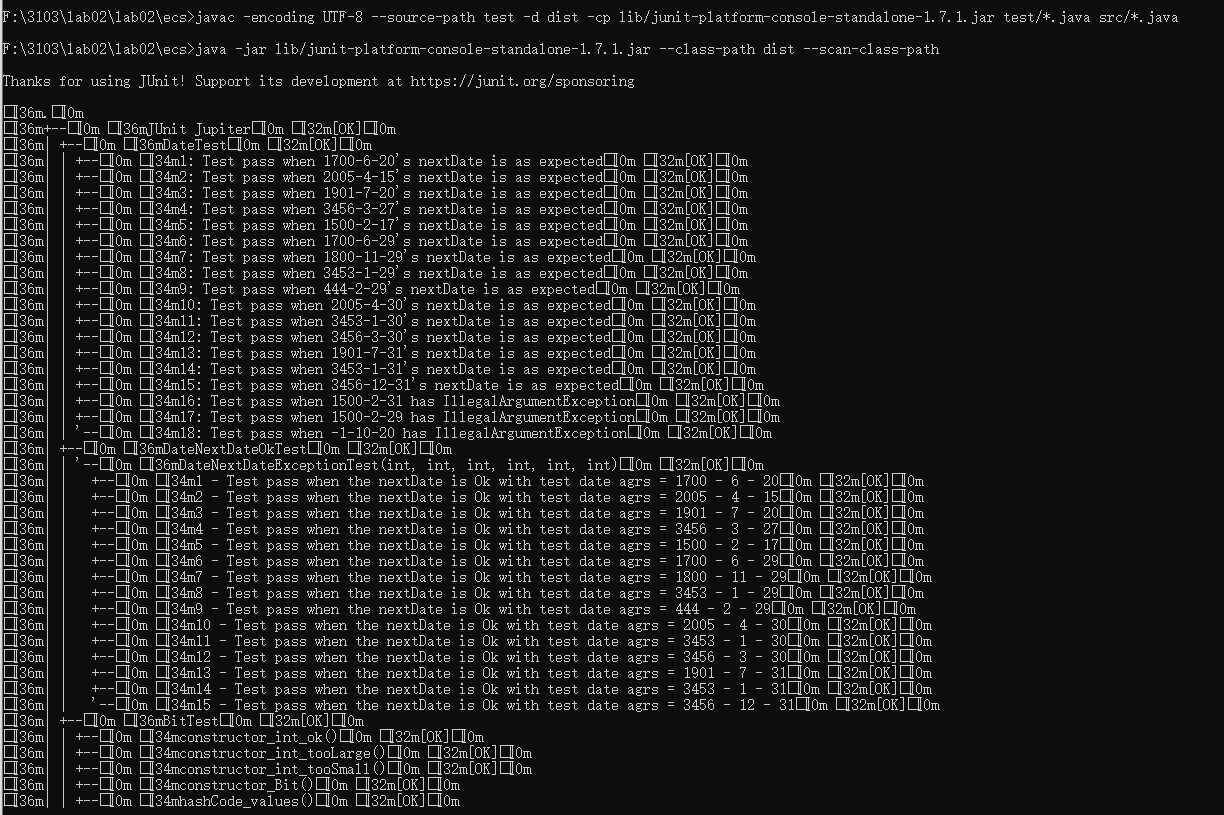 F:\3103\lab02\lab02\ecs>javac -encoding UTF-8 --source-path test -d dist -cp lib/junit-platform-console-standalone-1.7.1.jar test/*.java src/*.java
F:\3103\lab02\lab02\ecs>java -jar lib/junit-platform-console-standalone-1.7.1.jar --class-path dist --scan-class-path
Thanks for using JUnit! Support its development at https://junit.org/sponsoring
□[36m.□[0m
□[36m+--□[0m □[36mJUnit Jupiter□[0m □[32m[OK]□[0m
□[36m| +--□[0m □[36mDateTest□[0m □[32m[OK]□[0m
□[36m| | +--□[0m □[34m1: Test pass when 1700-6-20's nextDate is as expected□[0m □[32m[OK]□[0m
□[36m| | +--□[0m □[34m2: Test pass when 2005-4-15's nextDate is as expected□[0m □[32m[OK]□[0m
□[36m| | +--□[0m □[34m3: Test pass when 1901-7-20's nextDate is as expected□[0m □[32m[OK]□[0m
□[36m| | +--□[0m □[34m4: Test pass when 3456-3-27's nextDate is as expected□[0m □[32m[OK]□[0m
□[36m| | +--□[0m □[34m5: Test pass when 1500-2-17's nextDate is as expected□[0m □[32m[OK]□[0m
□[36m| | +--□[0m □[34m6: Test pass when 1700-6-29's nextDate is as expected□[0m □[32m[OK]□[0m
□[36m| | +--□[0m □[34m7: Test pass when 1800-11-29's nextDate is as expected□[0m □[32m[OK]□[0m
□[36m| | +--□[0m □[34m8: Test pass when 3453-1-29's nextDate is as expected□[0m □[32m[OK]□[0m
□[36m| | +--□[0m □[34m9: Test pass when 444-2-29's nextDate is as expected□[0m □[32m[OK]□[0m
□[36m| | +--□[0m □[34m10: Test pass when 2005-4-30's nextDate is as expected□[0m □[32m[OK]□[0m
□[36m| | +--□[0m □[34m11: Test pass when 3453-1-30's nextDate is as expected□[0m □[32m[OK]□[0m
□[36m| | +--□[0m □[34m12: Test pass when 3456-3-30's nextDate is as expected□[0m □[32m[OK]□[0m
□[36m| | +--□[0m □[34m13: Test pass when 1901-7-31's nextDate is as expected□[0m □[32m[OK]□[0m
□[36m| | +--□[0m □[34m14: Test pass when 3453-1-31's nextDate is as expected□[0m □[32m[OK]□[0m
□[36m| | +--□[0m □[34m15: Test pass when 3456-12-31's nextDate is as expected□[0m □[32m[OK]□[0m
□[36m| | +--□[0m □[34m16: Test pass when 1500-2-31 has IllegalArgumentException□[0m □[32m[OK]□[0m
□[36m| | +--□[0m □[34m17: Test pass when 1500-2-29 has IllegalArgumentException□[0m □[32m[OK]□[0m
□[36m| | '--□[0m □[34m18: Test pass when -1-10-20 has IllegalArgumentException□[0m □[32m[OK]□[0m
□[36m| +--□[0m □[36mDateNextDateOkTest□[0m □[32m[OK]□[0m
□[36m| | '--□[0m □[36mDateNextDateExceptionTest(int, int, int, int, int, int)□[0m □[32m[OK]□[0m
□[36m| |   +--□[0m □[34m1 - Test pass when the nextDate is Ok with test date agrs = 1700 - 6 - 20□[0m □[32m[OK]□[0m
□[36m| |   +--□[0m □[34m2 - Test pass when the nextDate is Ok with test date agrs = 2005 - 4 - 15□[0m □[32m[OK]□[0m
□[36m| |   +--□[0m □[34m3 - Test pass when the nextDate is Ok with test date agrs = 1901 - 7 - 20□[0m □[32m[OK]□[0m
□[36m| |   +--□[0m □[34m4 - Test pass when the nextDate is Ok with test date agrs = 3456 - 3 - 27□[0m □[32m[OK]□[0m
□[36m| |   +--□[0m □[34m5 - Test pass when the nextDate is Ok with test date agrs = 1500 - 2 - 17□[0m □[32m[OK]□[0m
□[36m| |   +--□[0m □[34m6 - Test pass when the nextDate is Ok with test date agrs = 1700 - 6 - 29□[0m □[32m[OK]□[0m
□[36m| |   +--□[0m □[34m7 - Test pass when the nextDate is Ok with test date agrs = 1800 - 11 - 29□[0m □[32m[OK]□[0m
□[36m| |   +--□[0m □[34m8 - Test pass when the nextDate is Ok with test date agrs = 3453 - 1 - 29□[0m □[32m[OK]□[0m
□[36m| |   +--□[0m □[34m9 - Test pass when the nextDate is Ok with test date agrs = 444 - 2 - 29□[0m □[32m[OK]□[0m
□[36m| |   +--□[0m □[34m10 - Test pass when the nextDate is Ok with test date agrs = 2005 - 4 - 30□[0m □[32m[OK]□[0m
□[36m| |   +--□[0m □[34m11 - Test pass when the nextDate is Ok with test date agrs = 3453 - 1 - 30□[0m □[32m[OK]□[0m
□[36m| |   +--□[0m □[34m12 - Test pass when the nextDate is Ok with test date agrs = 3456 - 3 - 30□[0m □[32m[OK]□[0m
□[36m| |   +--□[0m □[34m13 - Test pass when the nextDate is Ok with test date agrs = 1901 - 7 - 31□[0m □[32m[OK]□[0m
□[36m| |   +--□[0m □[34m14 - Test pass when the nextDate is Ok with test date agrs = 3453 - 1 - 31□[0m □[32m[OK]□[0m
□[36m| |   '--□[0m □[34m15 - Test pass when the nextDate is Ok with test date agrs = 3456 - 12 - 31□[0m □[32m[OK]□[0m
□[36m| +--□[0m □[36mBitTest□[0m □[32m[OK]□[0m
□[36m| | +--□[0m □[34mconstructor_int_ok()□[0m □[32m[OK]□[0m
□[36m| | +--□[0m □[34mconstructor_int_tooLarge()□[0m □[32m[OK]□[0m
□[36m| | +--□[0m □[34mconstructor_int_tooSmall()□[0m □[32m[OK]□[0m
□[36m| | +--□[0m □[34mconstructor_Bit()□[0m □[32m[OK]□[0m
□[36m| | +--□[0m □[34mhashCode_values()□[0m □[32m[OK]□[0m